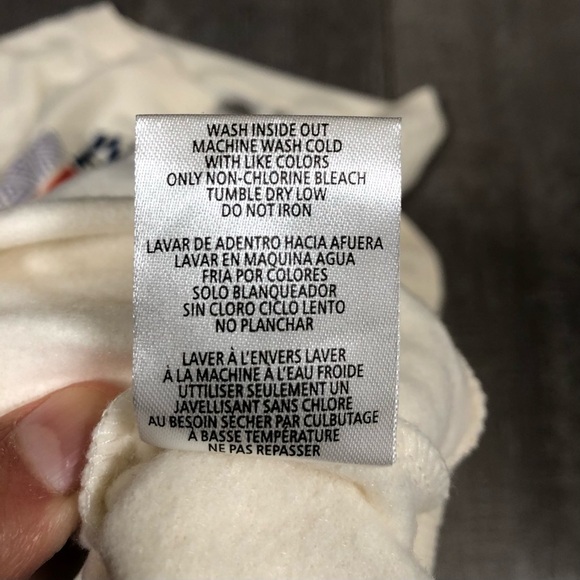 WASH INSIDE OUT
MACHINE WASH COLD
WITH LIKE COLORS
ONLY NON-CHLORINE BLEACH
TUMBLE DRY LOW
DO NOT IRON
LAVAR DE ADENTRO HACIA AFUERA
LAVAR EN MAQUINA AGUA
FRIA POR COLORES
SOLO BLANQUEADOR
SIN CLORO CICLO LENTO
NO PLANCHAR
LAVER À L'ENVERS LAVER
À LA MACHINE A L'EAU FROIDE
UTTILISER SEULEMENT UN
JAVELLISANT SANS CHLORE
AU BESOIN SÉCHER PAR CULBUTAGE
À BASSE TEMPÉRATURE
NE PAS REPASSER